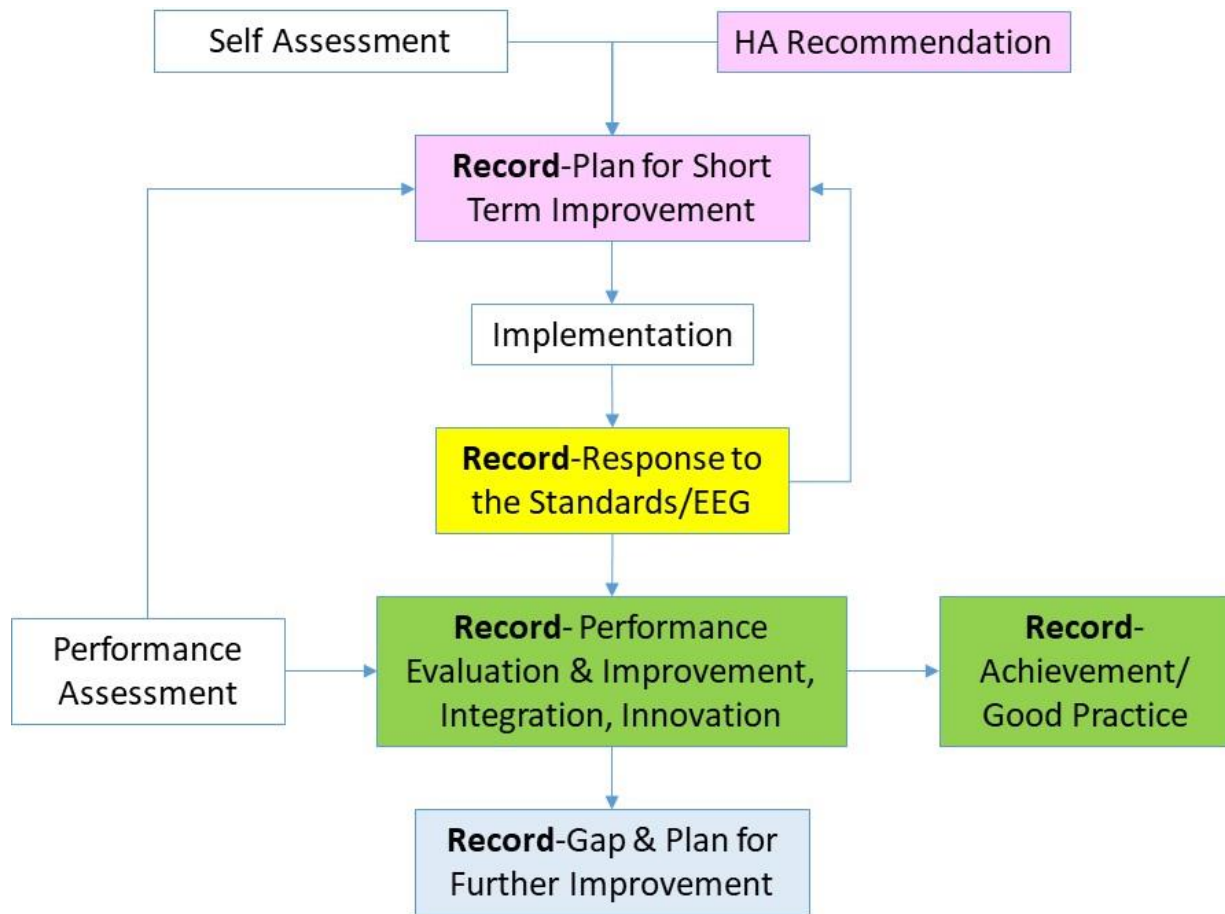 Self Assessment
HA Recommendation
Record-Plan for Short
Term Improvement
Implementation
Record-Response to
the Standards/EEG
Performance
Assessment
Record- Performance
Evaluation & Improvement,
Integration, Innovation
Record-
Achievement/
Good Practice
Record-Gap & Plan for
Further Improvement